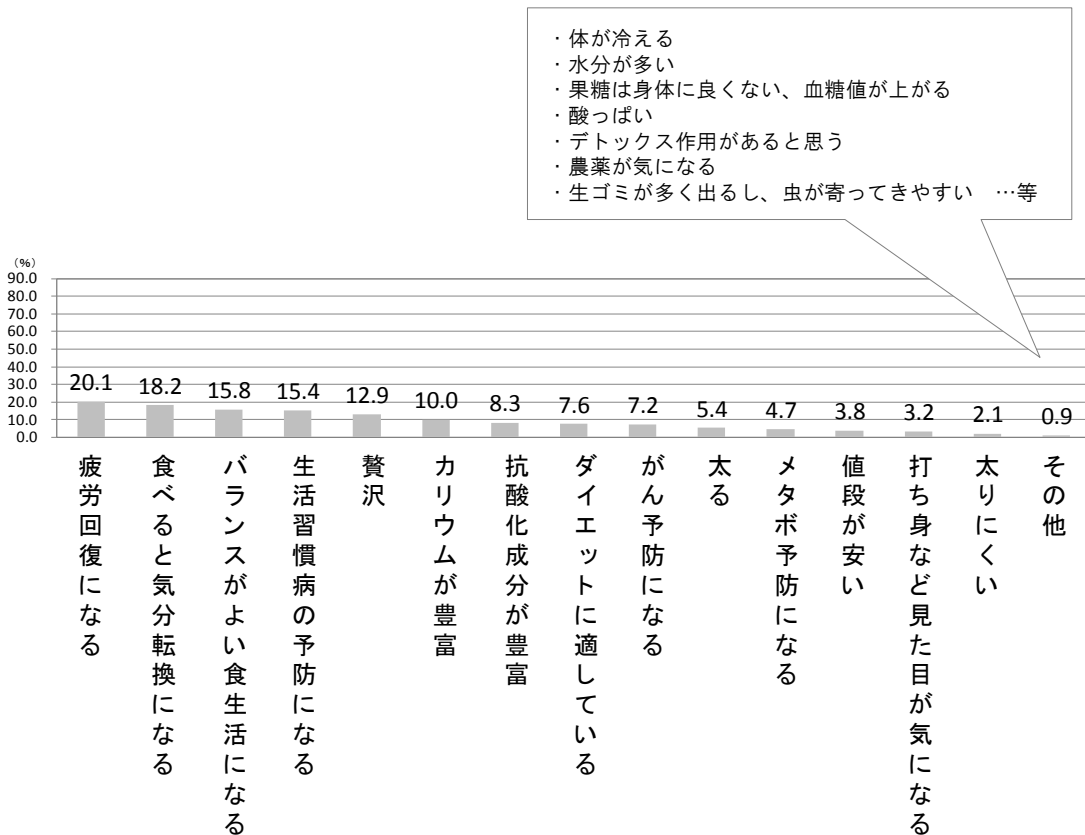 ・体が冷える
・水分が多い
・果糖は身体に良くない、血糖値が上がる
・酸っぱい
・デトックス作用があると思う
・農薬が気になる
・生ゴミが多く出るし、虫が寄ってきやすい　…等
（%）
90.0
80.0
70.0
60.0
50.0
40.0
30.0
20.0
10.0
0.0
20.1
18.2
15.8
15.4
12.9
10.0
8.3
7.6
7.2
5.4
4.7
3.8
3.2
2.1
0.9
疲労回復になる
食べると気分転換になる
バランスがよい食生活になる
生活習慣病の予防になる
贅沢
カリウムが豊富
抗酸化成分が豊富
ダイエットに適している
がん予防になる
太る
メタボ予防になる
値段が安い
打ち身など見た目が気になる
太りにくい
その他